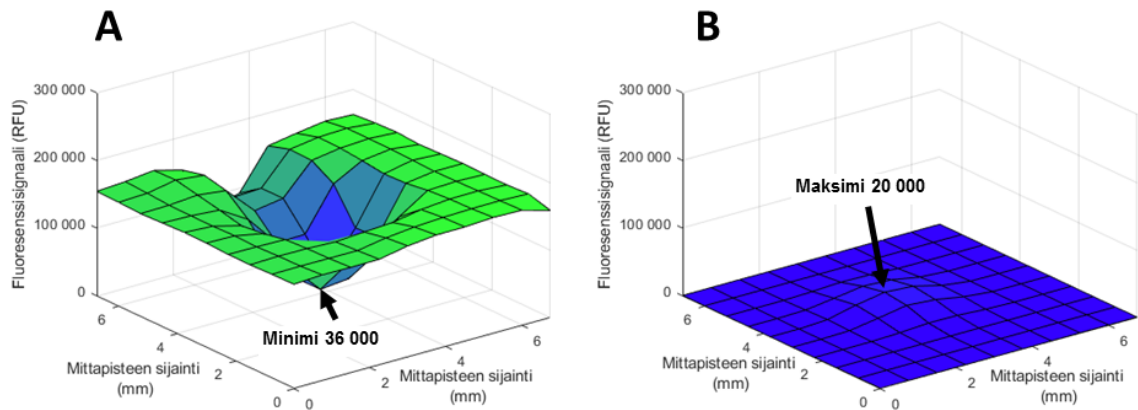 A
300 000
200 000
100 000
0
Fluoresenssisignaali (RFU)
Minimi 36 000
6
4
2
0
Mittapisteen sijainti
(mm)
0
2
4
6
Mittapisteen sijainti
(mm)
B
300 000
200 000
100 000
0
Fluoresenssisignaali (RFU)
Maksimi 20 000
6
4
2
0
Mittapisteen sijainti
(mm)
0
2
4
6
Mittapisteen sijainti
(mm)